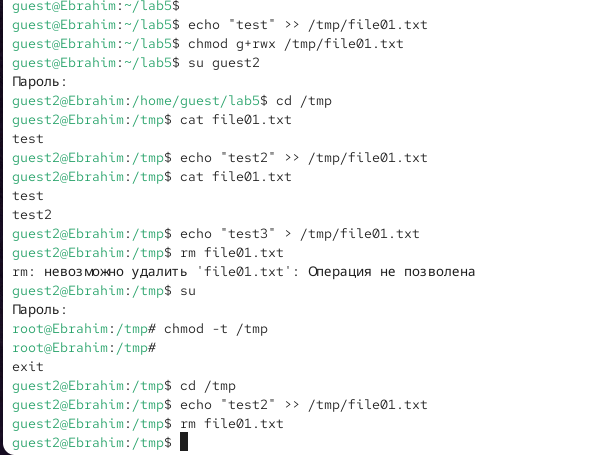 guest@Ebrahim:~/lab5$
guest@Ebrahim:~/lab5$ echo "test" >> /tmp/file01.txt
guest@Ebrahim:~/lab5$ chmod g+rwx /tmp/file01.txt
guest@Ebrahim:~/lab5$ su guest2
Пароль:
guest2@Ebrahim:/home/guest/lab5$ cd /tmp
guest2@Ebrahim:/tmp$ cat file01.txt
test
guest2@Ebrahim:/tmp$ echo "test2" >> /tmp/file01.txt
guest2@Ebrahim:/tmp$ cat file01.txt
test
test2
guest2@Ebrahim:/tmp$ echo "test3" > /tmp/file01.txt
guest2@Ebrahim:/tmp$ rm file01.txt
rm: невозможно удалить 'file01.txt': Операция не позволена
guest2@Ebrahim:/tmp$ su
Пароль:
root@Ebrahim:/tmp# chmod -t /tmp
root@Ebrahim:/tmp#
exit
guest2@Ebrahim:/tmp$ cd /tmp
guest2@Ebrahim:/tmp$ echo "test2" >> /tmp/file01.txt
guest2@Ebrahim:/tmp$ rm file01.txt
guest2@Ebrahim:/tmp$